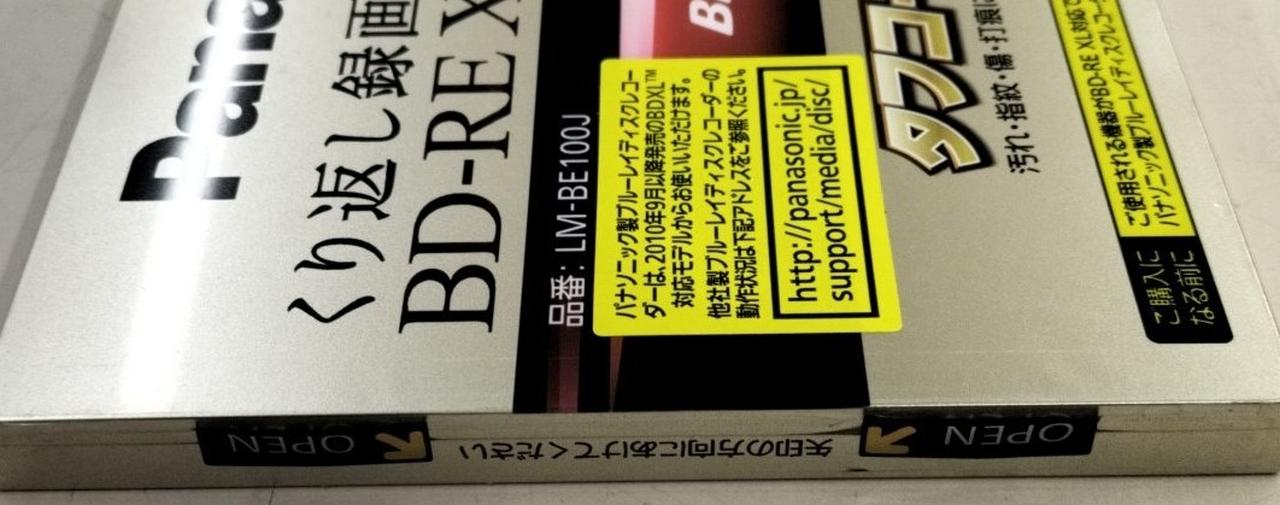 Pana
くり返し録画
BD-RE X
品番: LM-BE100J
B
パナソニック製ブルーレイディスクレコー
ダーは、2010年9月以降発売のBDXL™
対応モデルからお使いいただけます。
他社製ブルーレイディスクレコーダーの
動作状況は下記アドレスをご参照ください。
http://panasonic.jp/
support/media/disc/
タフコー
汚れ・指紋・傷・打痕に
ご購入に
なる前に
ご使用される機器がBD-RE XL対応で
パナソニック製ブルーレイディスクレコー
OPEN
矢印の方向にあけてください
OPEN